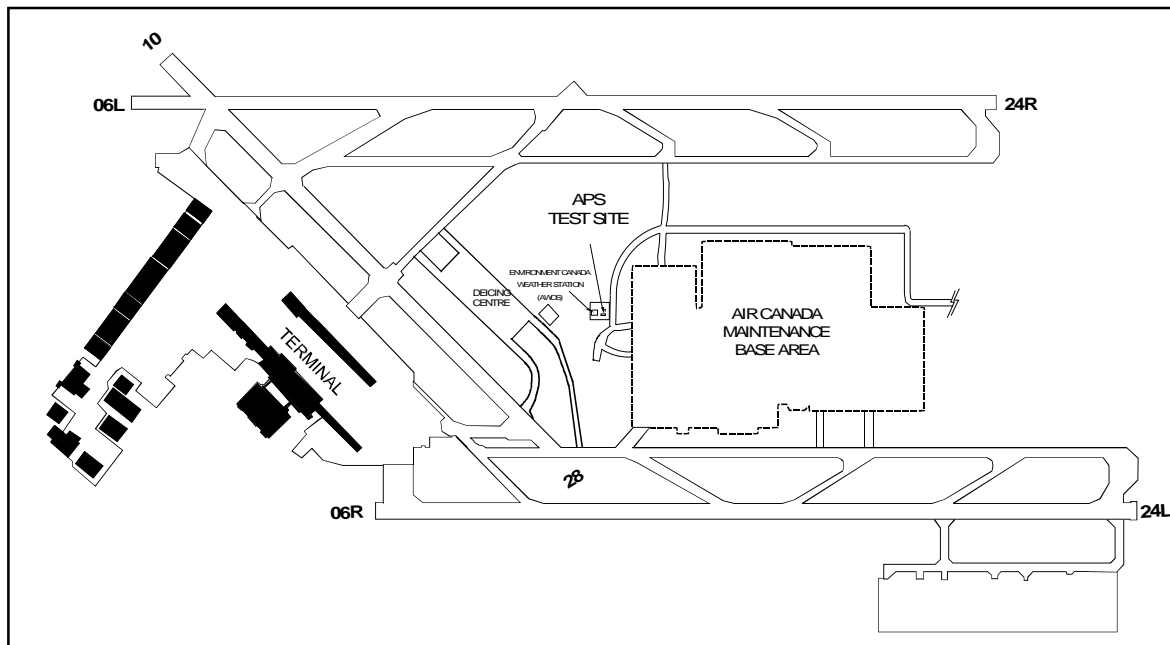 10
06L
24R
APS
TEST SITE
ENVIRONMENT CANADA
WEATHER STATION
(AWOS)
DEICING
CENTRE
AIR CANADA
MAINTENANCE
BASE AREA
TERMINAL
28
06R
24L